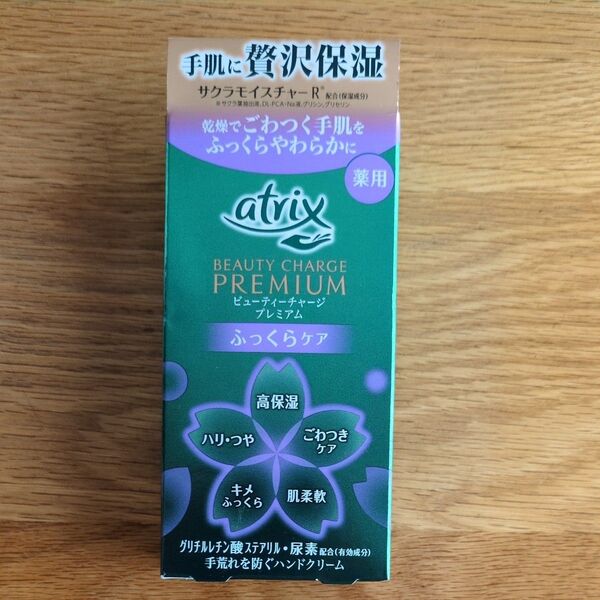 手肌に贅沢保湿
サクラモイスチャーR※配合(保湿成分)
※サクラ葉抽出液,DL-PCA・Na液,グリシン,グリセリン
乾燥でごわつく手肌を
ふっくらやわらかに
薬用
atrix
BEAUTY CHARGE
PREMIUM
ビューティーチャージ
プレミアム
ふっくらケア
高保湿
ハリ・つや
ごわつき
ケア
キメ
ふっくら
肌柔軟
グリチルレチン酸ステアリル・尿素配合(有効成分)
手荒れを防ぐハンドクリーム